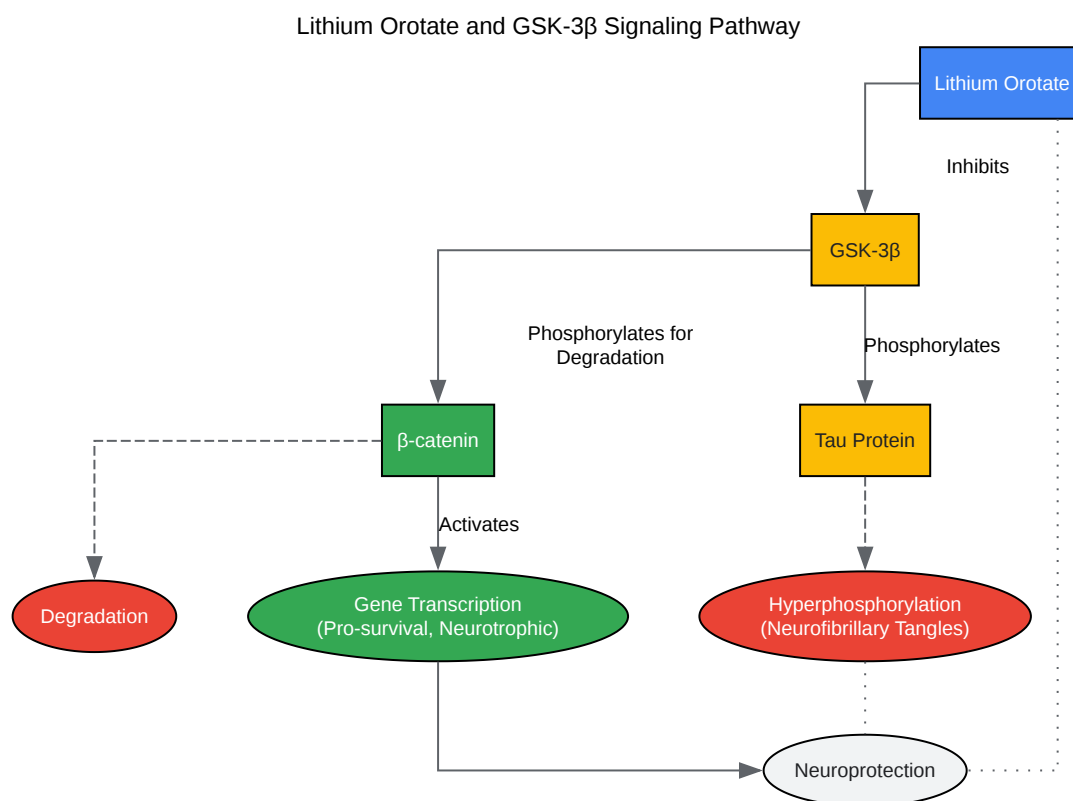 Lithium Orotate and GSK-3β Signaling Pathway
Lithium Orotate
Inhibits
GSK-3β
Phosphorylates for
Degradation
Phosphorylates
β-catenin
Tau Protein
Activates
Degradation
Gene Transcription
(Pro-survival, Neurotrophic)
Hyperphosphorylation
(Neurofibrillary Tangles)
Neuroprotection